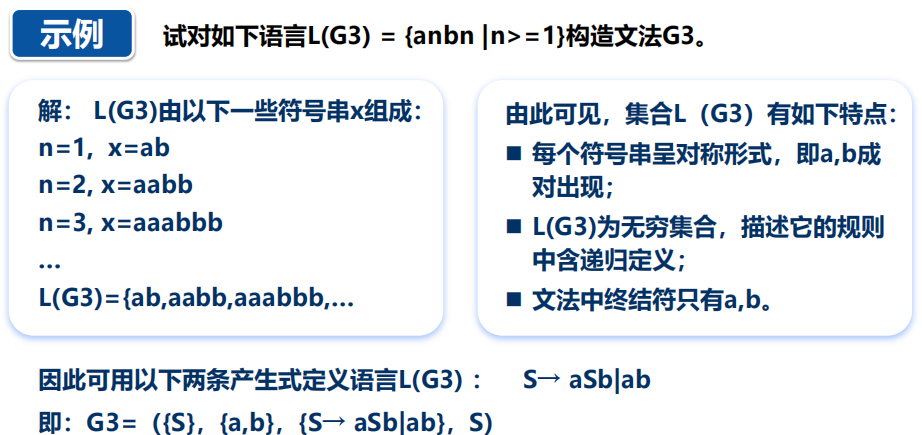 示例
试对如下语言L(G3) = {anbn |n>=1}构造文法G3。
解： L(G3)由以下一些符号串x组成：
n=1, x=ab
n=2, x=aabb
n=3, x=aaabbb
...
L(G3)={ab,aabb,aaabbb,...
由此可见，集合L（G3）有如下特点：
■ 每个符号串呈对称形式，即a,b成
对出现；
■ L(G3)为无穷集合，描述它的规则
中含递归定义；
■ 文法中终结符只有a,b。
因此可用以下两条产生式定义语言L(G3) ： S→ aSb|ab
即：G3=（{S}，{a,b}，{S→ aSb|ab}，S）